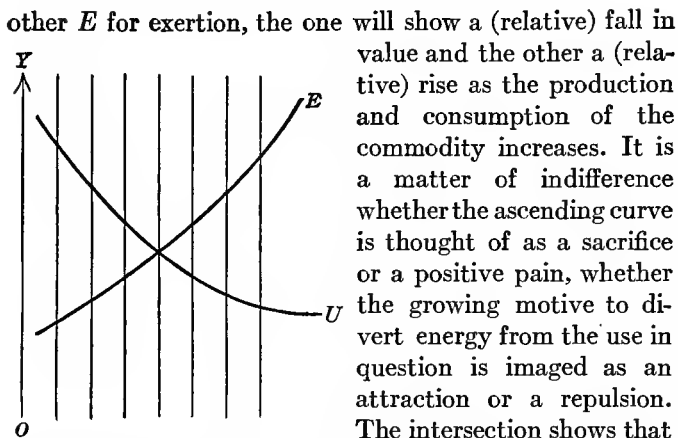 other E for exertion, the one will show a (relative) fall in
value and the other a (rela-
tive) rise as the production
and consumption of the
commodity increases. It is
a matter of indifference
whether the ascending curve
is thought of as a sacrifice
or a positive pain, whether
the growing motive to di-
vert energy from the use in
question is imaged as an
attraction or a repulsion.
The intersection shows that
Y
E
U
O